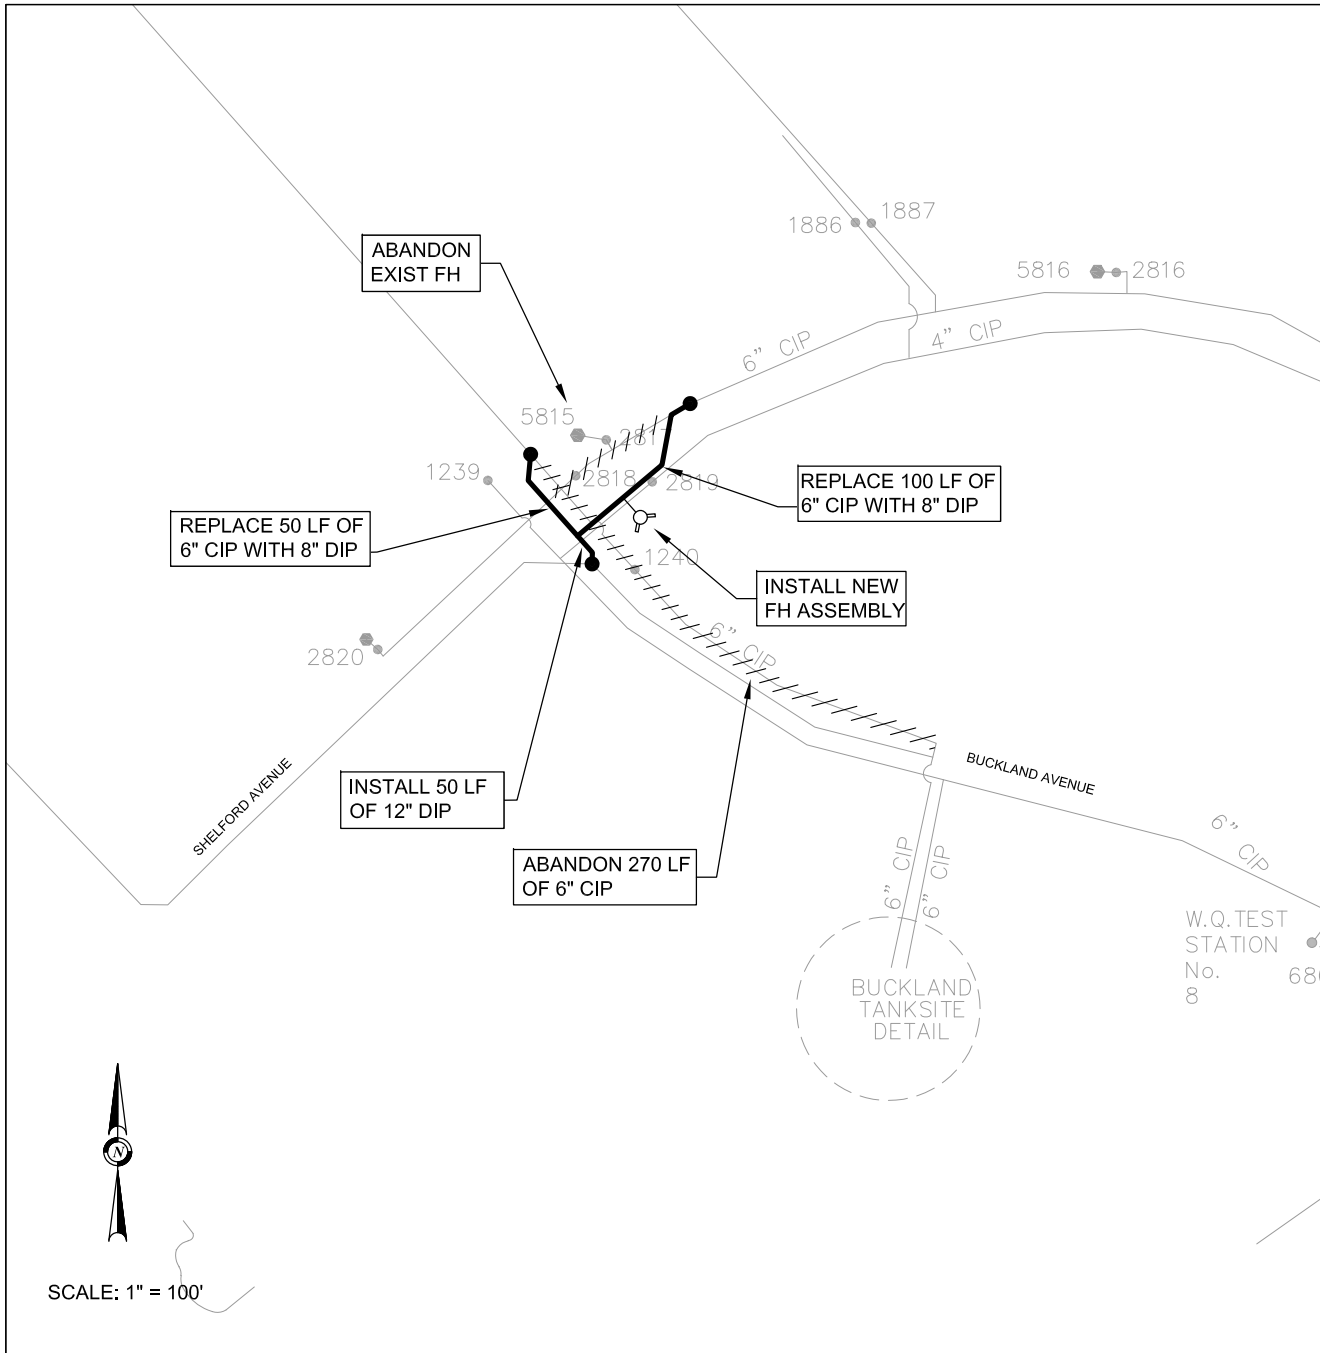 1886
1887
5816
2816
ABANDON
EXIST FH
6" CIP
4" CIP
5815
2817
1239
2818
2819
REPLACE 100 LF OF
6" CIP WITH 8" DIP
REPLACE 50 LF OF
6" CIP WITH 8" DIP
1240
INSTALL NEW
FH ASSEMBLY
2820
6" CIP
SHELFORD AVENUE
BUCKLAND AVENUE
INSTALL 50 LF
OF 12" DIP
ABANDON 270 LF
OF 6" CIP
6" CIP
6" CIP
6" CIP
W.Q.TEST
STATION
No.
8
BUCKLAND
TANKSITE
DETAIL
N
SCALE: 1" = 100'